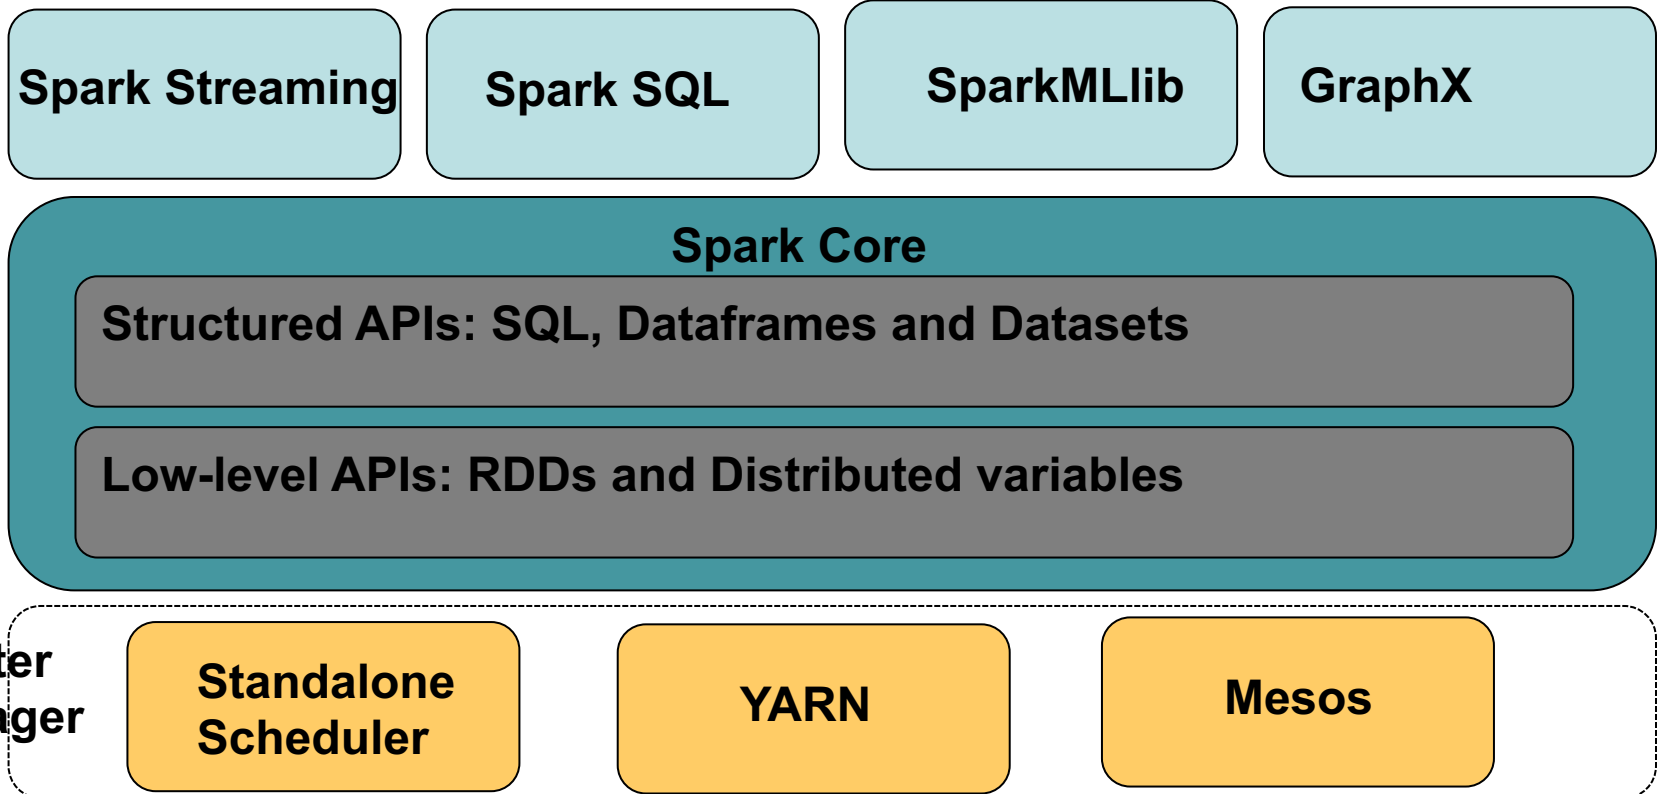 Spark Streaming
Spark SQL
SparkMLlib
GraphX
Spark Core
Structured APIs: SQL, Dataframes and Datasets
Low-level APIs: RDDs and Distributed variables
Standalone
Scheduler
YARN
Mesos